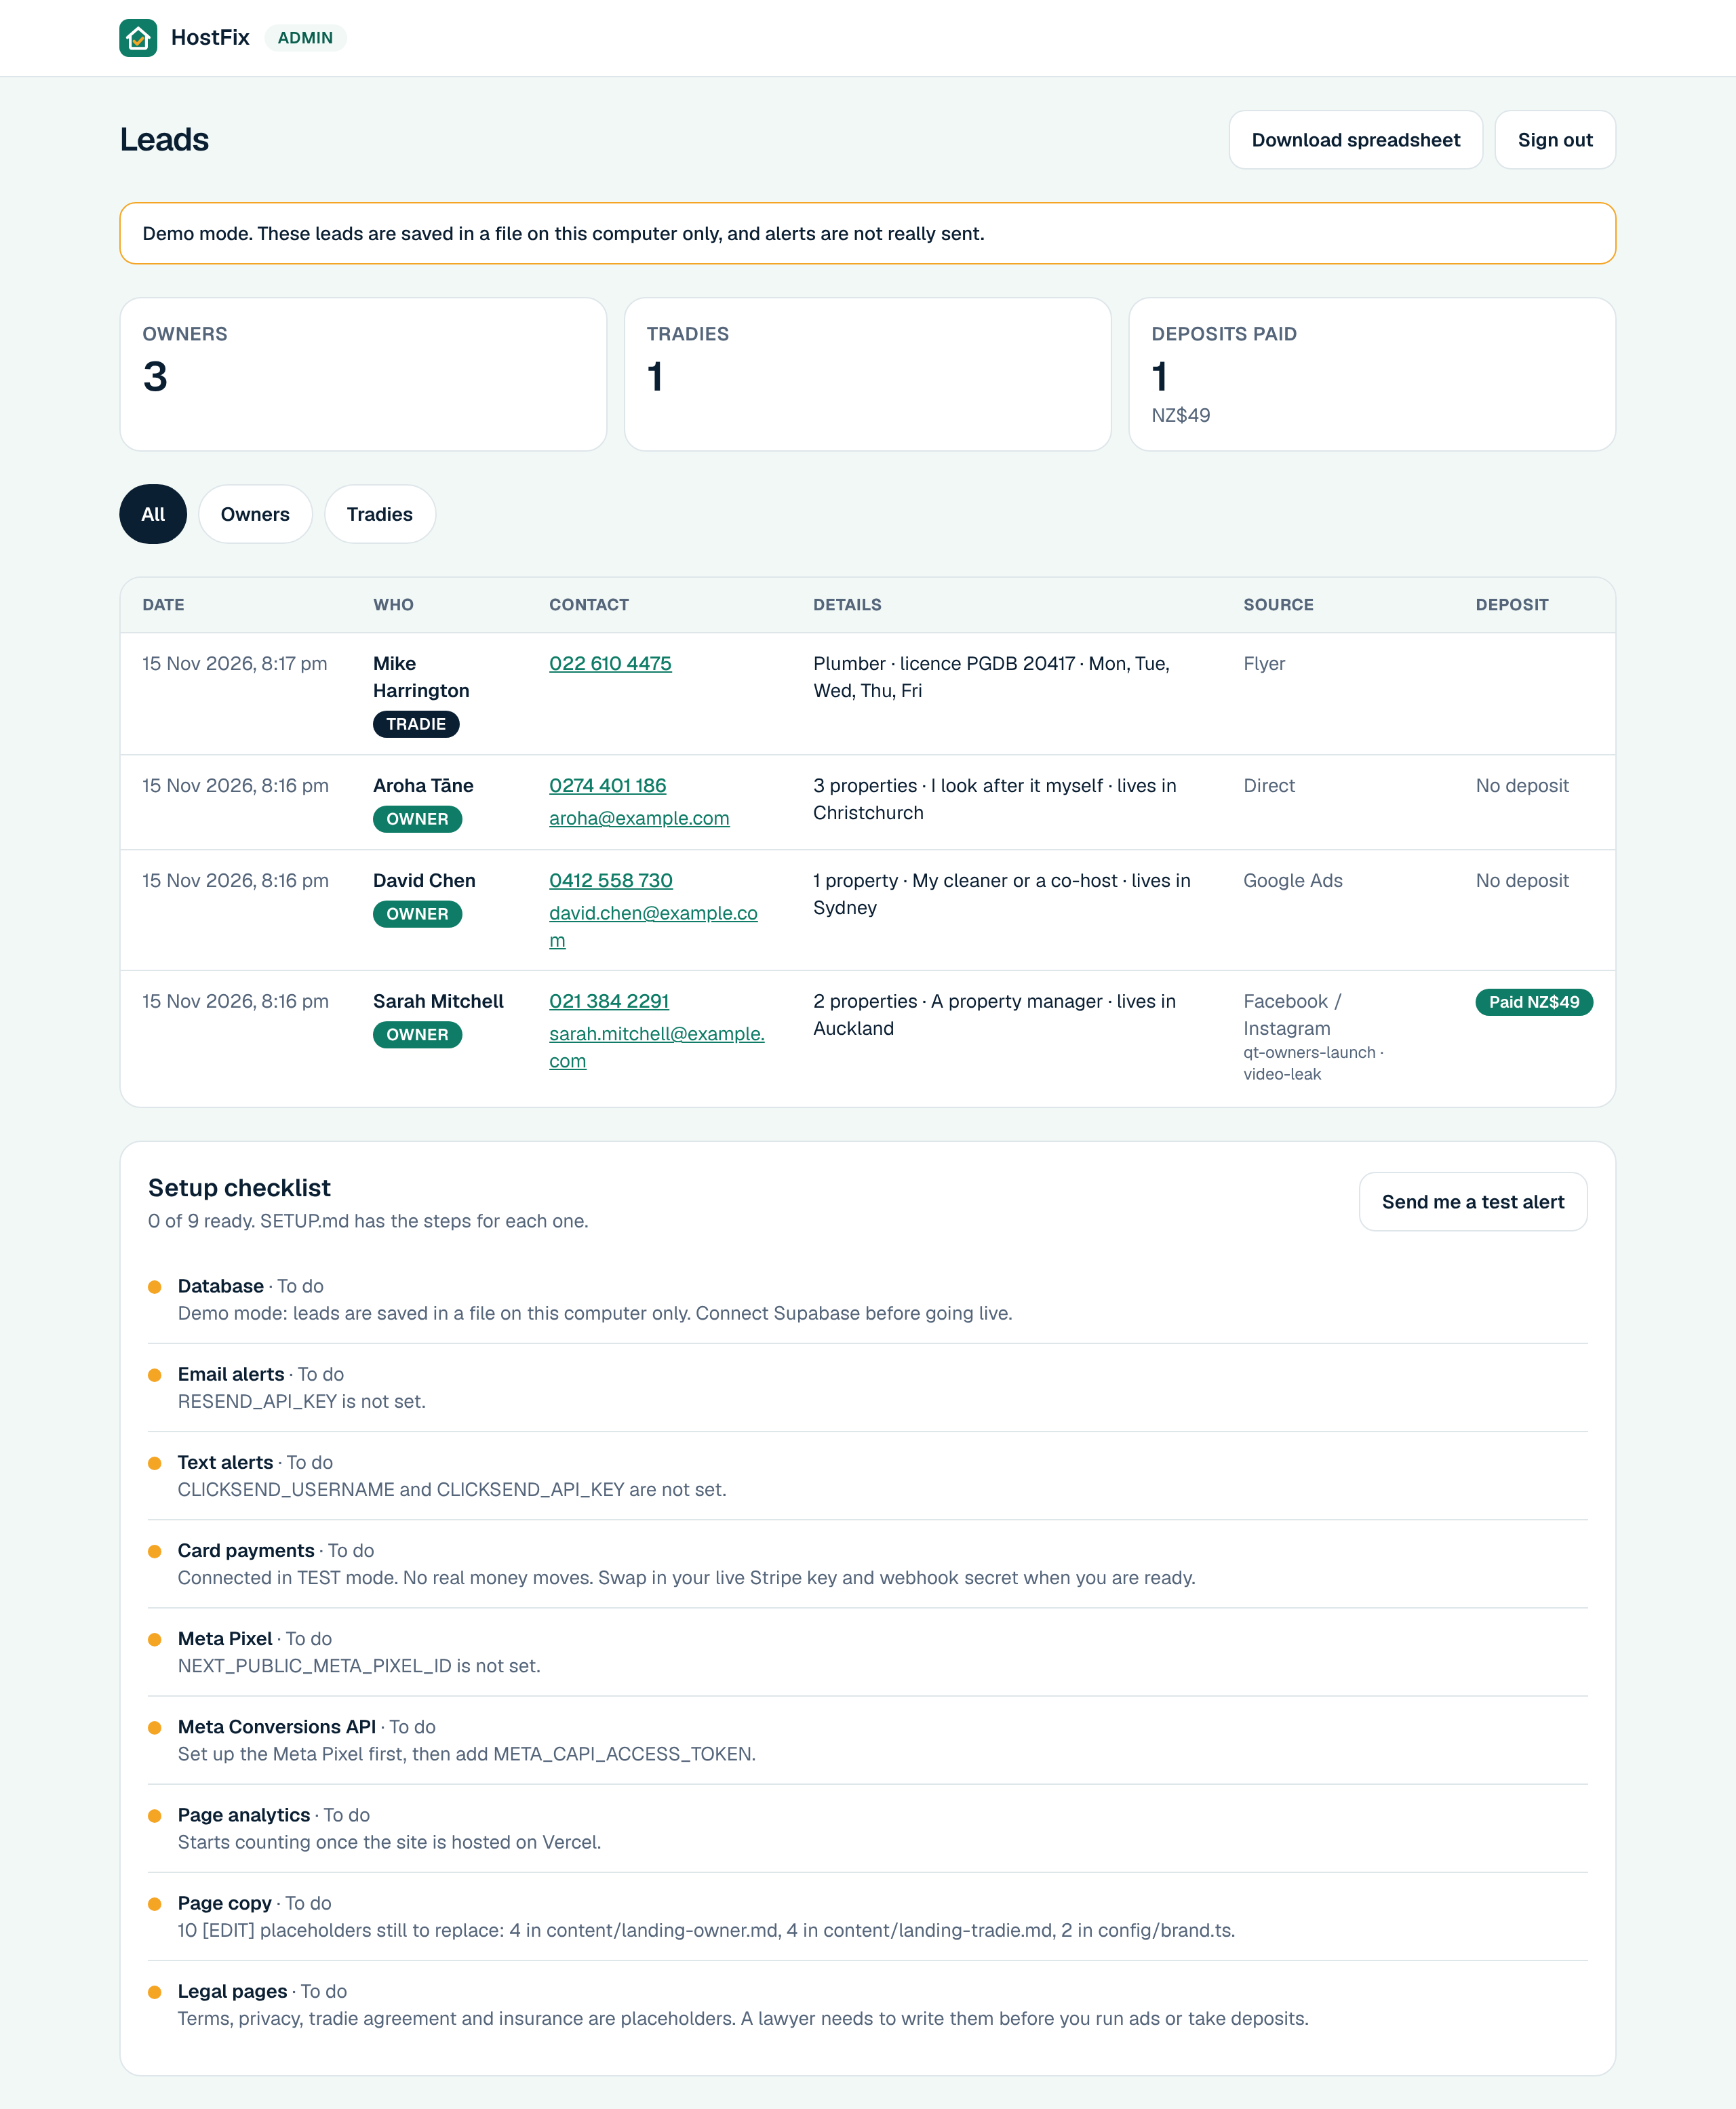 HostFix ADMIN
Leads
Download spreadsheet
Sign out
Demo mode. These leads are saved in a file on this computer only, and alerts are not really sent.
OWNERS
3
TRADIES
1
DEPOSITS PAID
1
NZ$49
All
Owners
Tradies
DATE WHO CONTACT DETAILS SOURCE DEPOSIT
15 Nov 2026, 8:17 pm
Mike
Harrington
TRADIE
022 610 4475
Plumber · licence PGDB 20417 · Mon, Tue,
Wed, Thu, Fri
Flyer
15 Nov 2026, 8:16 pm
Aroha Tāne
OWNER
0274 401 186
aroha@example.com
3 properties · I look after it myself · lives in
Christchurch
Direct
No deposit
15 Nov 2026, 8:16 pm
David Chen
OWNER
0412 558 730
david.chen@example.co
m
1 property · My cleaner or a co-host · lives in
Sydney
Google Ads
No deposit
15 Nov 2026, 8:16 pm
Sarah Mitchell
OWNER
021 384 2291
sarah.mitchell@example.
com
2 properties · A property manager · lives in
Auckland
Facebook /
Instagram
qt-owners-launch ·
video-leak
Paid NZ$49
Setup checklist
0 of 9 ready. SETUP.md has the steps for each one.
Send me a test alert
Database · To do
Demo mode: leads are saved in a file on this computer only. Connect Supabase before going live.
Email alerts · To do
RESEND_API_KEY is not set.
Text alerts · To do
CLICKSEND_USERNAME and CLICKSEND_API_KEY are not set.
Card payments · To do
Connected in TEST mode. No real money moves. Swap in your live Stripe key and webhook secret when you are ready.
Meta Pixel · To do
NEXT_PUBLIC_META_PIXEL_ID is not set.
Meta Conversions API · To do
Set up the Meta Pixel first, then add META_CAPI_ACCESS_TOKEN.
Page analytics · To do
Starts counting once the site is hosted on Vercel.
Page copy · To do
10 [EDIT] placeholders still to replace: 4 in content/landing-owner.md, 4 in content/landing-tradie.md, 2 in config/brand.ts.
Legal pages · To do
Terms, privacy, tradie agreement and insurance are placeholders. A lawyer needs to write them before you run ads or take deposits.